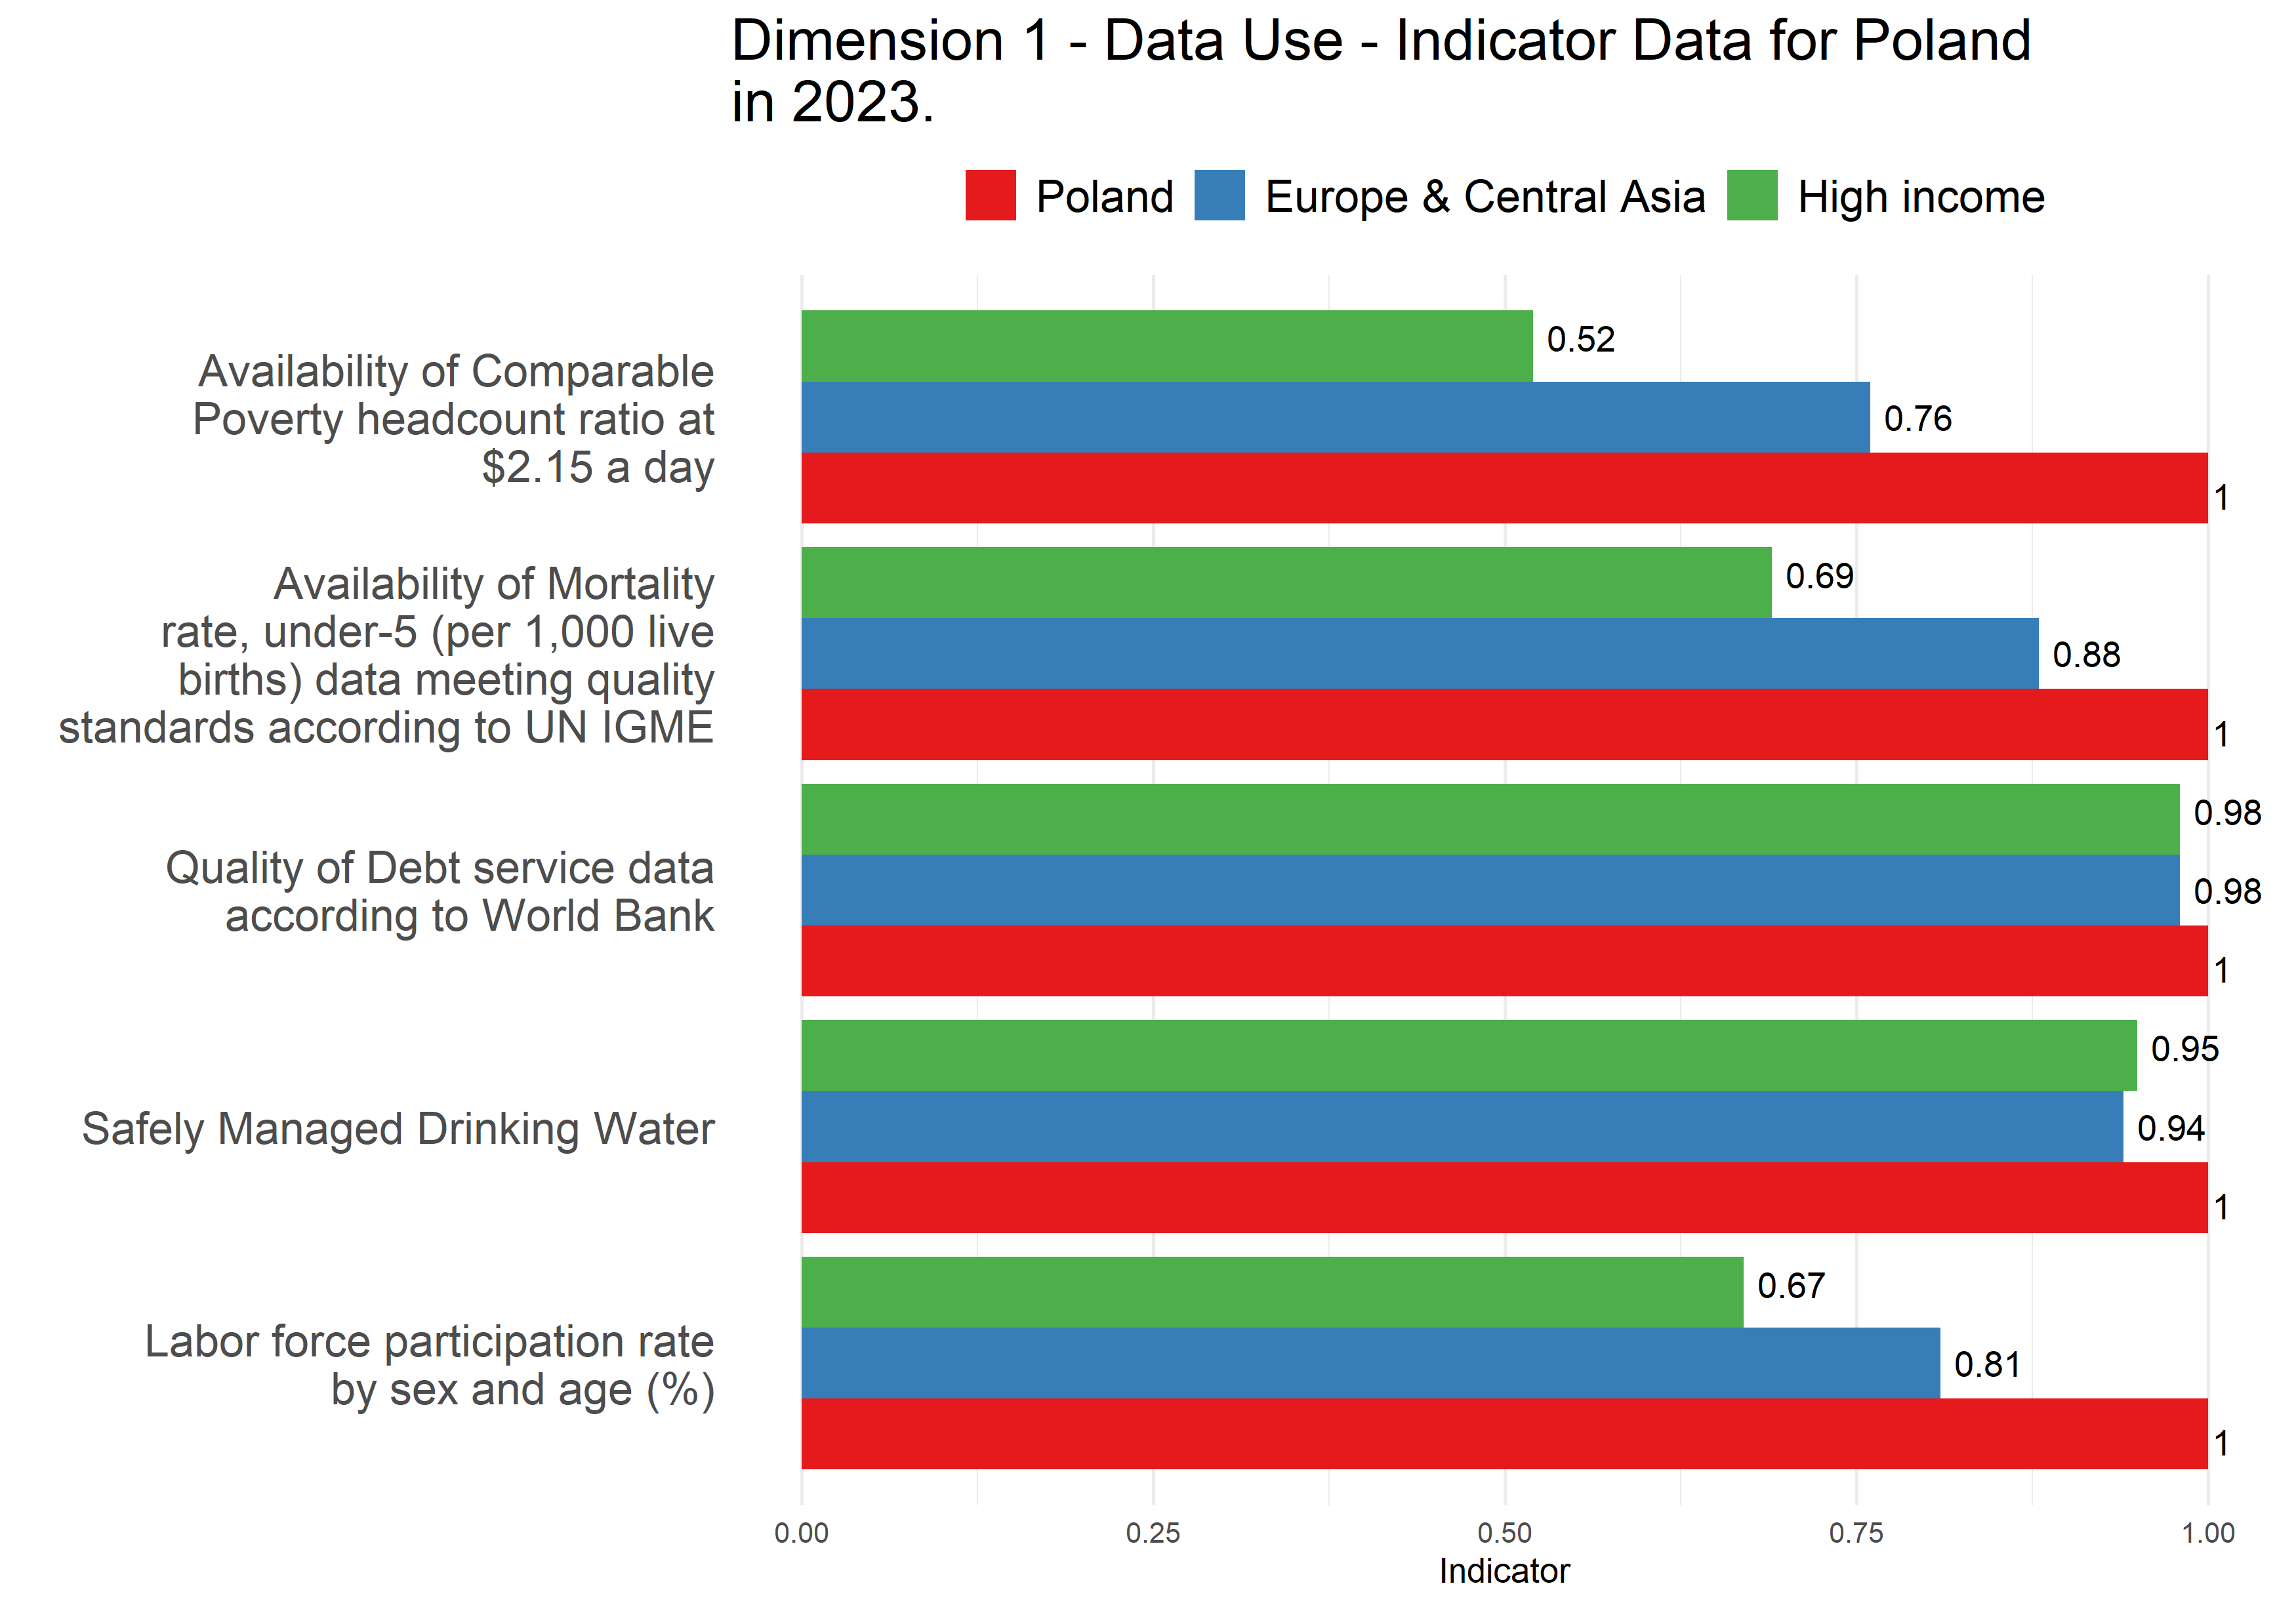 Dimension 1 - Data Use - Indicator Data for Poland
in 2023.
Poland
Europe & Central Asia
High income
Availability of Comparable
Poverty headcount ratio at
$2.15 a day
0.52
0.76
1
Availability of Mortality
rate, under-5 (per 1,000 live
births) data meeting quality
standards according to UN IGME
0.69
0.88
1
Quality of Debt service data
according to World Bank
0.98
0.98
1
Safely Managed Drinking Water
0.95
0.94
1
Labor force participation rate
by sex and age (%)
0.67
0.81
1
0.00
0.25
0.50
0.75
1.00
Indicator